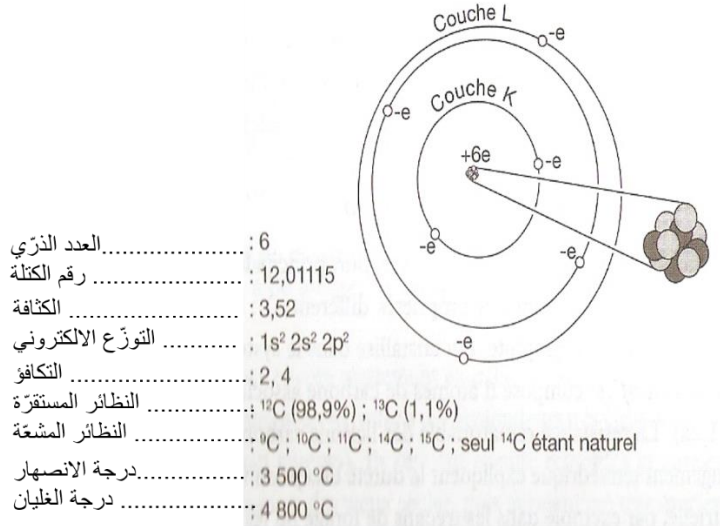 Couche L
-e
-e
Couche K
+6e
-e
-e
-e
-e
العدد الذرّي.......................... : 6
رقم الكتلة ........................... : 12,01115
الكثافة .......................... : 3,52
التوزّع الالكتروني ............. : 1s² 2s² 2p²
التكافؤ ............................... : 2, 4
النظائر المستقرّة .................. : ¹²C (98,9%) ; ¹³C (1,1%)
النظائر المشعّة ................... : ⁹C ; ¹⁰C ; ¹¹C ; ¹⁴C ; ¹⁵C ; seul ¹⁴C étant naturel
درجة الانصهار.................... : 3 500 ºC
درجة الغليان ...................... : 4 800 ºC